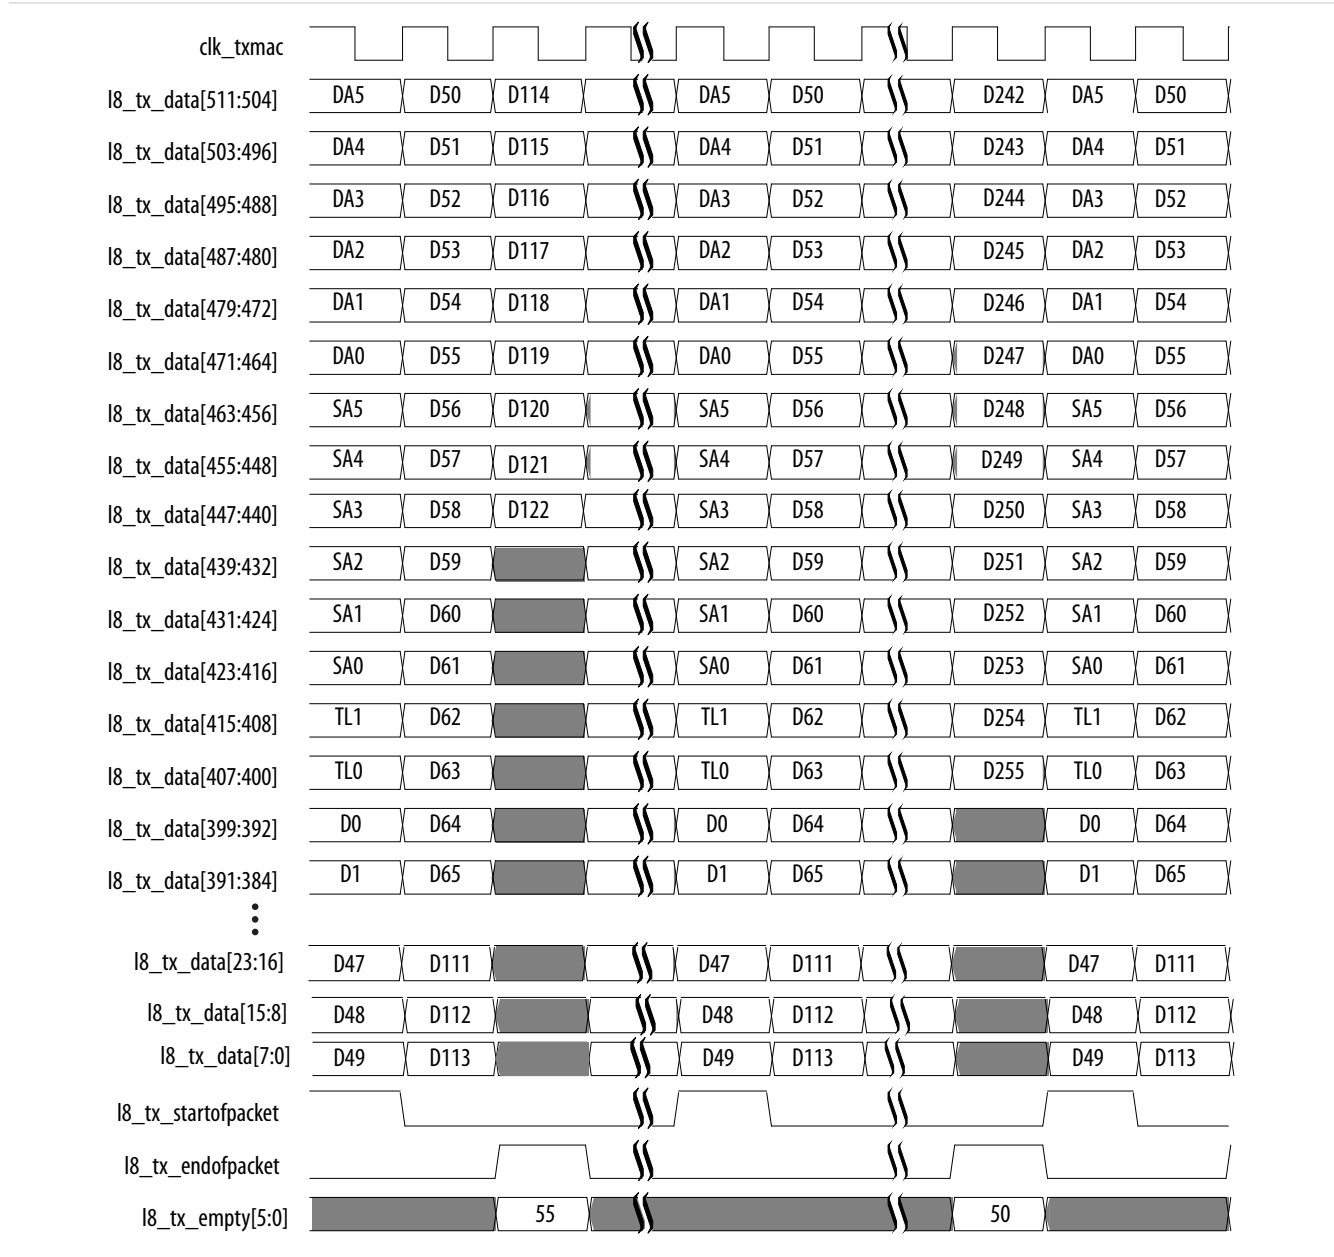 clk_txmac
l8_tx_data[511:504] DA5 D50 D114 DA5 D50 D242 DA5 D50
l8_tx_data[503:496] DA4 D51 D115 DA4 D51 D243 DA4 D51
l8_tx_data[495:488] DA3 D52 D116 DA3 D52 D244 DA3 D52
l8_tx_data[487:480] DA2 D53 D117 DA2 D53 D245 DA2 D53
l8_tx_data[479:472] DA1 D54 D118 DA1 D54 D246 DA1 D54
l8_tx_data[471:464] DA0 D55 D119 DA0 D55 D247 DA0 D55
l8_tx_data[463:456] SA5 D56 D120 SA5 D56 D248 SA5 D56
l8_tx_data[455:448] SA4 D57 D121 SA4 D57 D249 SA4 D57
l8_tx_data[447:440] SA3 D58 D122 SA3 D58 D250 SA3 D58
l8_tx_data[439:432] SA2 D59 SA2 D59 D251 SA2 D59
l8_tx_data[431:424] SA1 D60 SA1 D60 D252 SA1 D60
l8_tx_data[423:416] SA0 D61 SA0 D61 D253 SA0 D61
l8_tx_data[415:408] TL1 D62 TL1 D62 D254 TL1 D62
l8_tx_data[407:400] TL0 D63 TL0 D63 D255 TL0 D63
l8_tx_data[399:392] D0 D64 D0 D64 D0 D64
l8_tx_data[391:384] D1 D65 D1 D65 D1 D65
l8_tx_data[23:16] D47 D111 D47 D111 D47 D111
l8_tx_data[15:8] D48 D112 D48 D112 D48 D112
l8_tx_data[7:0] D49 D113 D49 D113 D49 D113
l8_tx_startofpacket
l8_tx_endofpacket
l8_tx_empty[5:0] 55 50